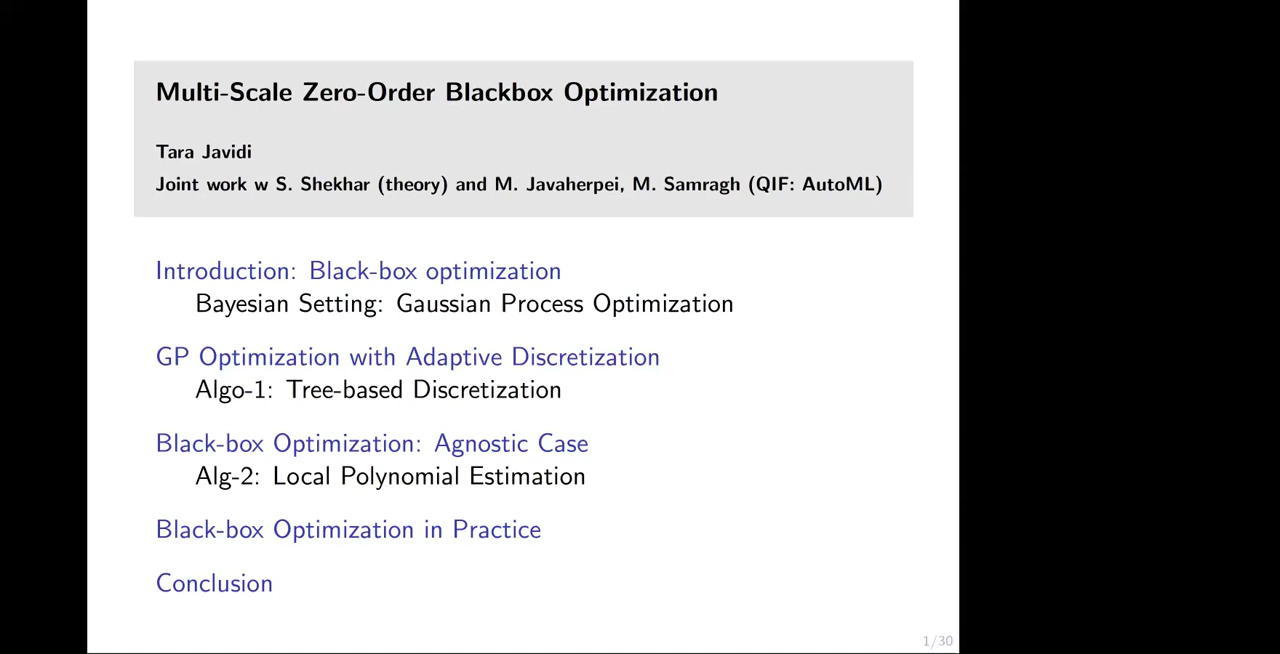 Multi-Scale Zero-Order Blackbox Optimization
Tara Javidi
Joint work w S. Shekhar (theory) and M. Javaherpei, M. Samragh (QIF: AutoML)
Introduction: Black-box optimization
Bayesian Setting: Gaussian Process Optimization
GP Optimization with Adaptive Discretization
Algo-1: Tree-based Discretization
Black-box Optimization: Agnostic Case
Alg-2: Local Polynomial Estimation
Black-box Optimization in Practice
Conclusion
1/30